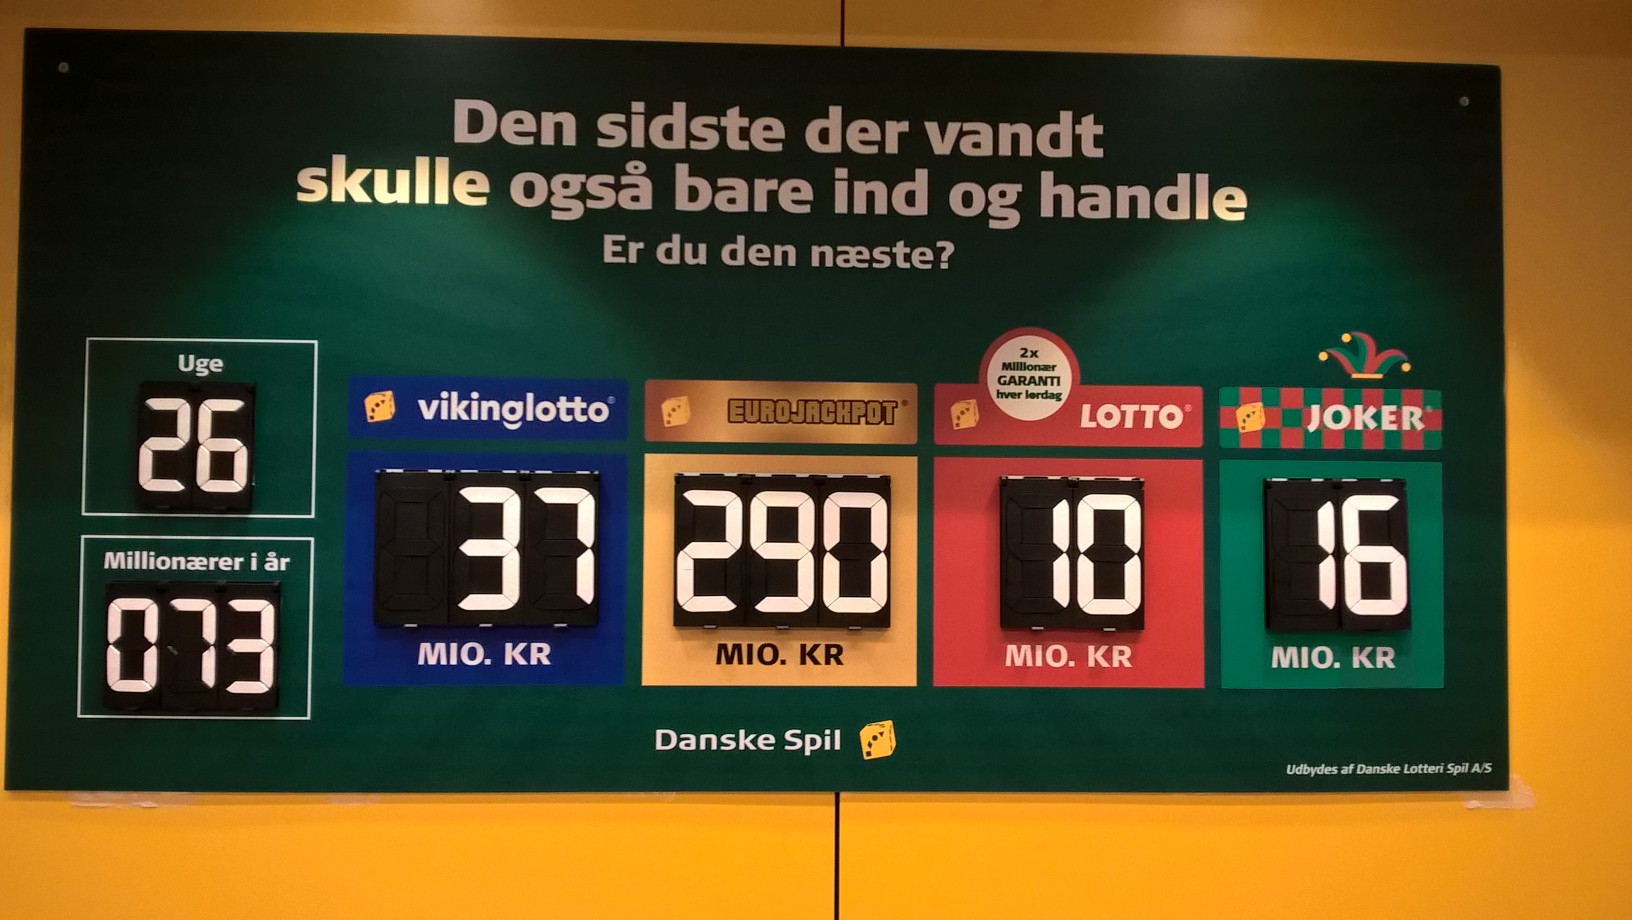 Den sidste der vandt
skulle også bare ind og handle
Er du den næste?
Uge
26
Millionærer i år
073
vikinglotto®
37
MIO. KR
EUROJACKPOT®
290
MIO. KR
2x
Millionær
GARANTI
hver lørdag
LOTTO®
10
MIO. KR
JOKER®
16
MIO. KR
Danske Spil
Udbydes af Danske Lotteri Spil A/S